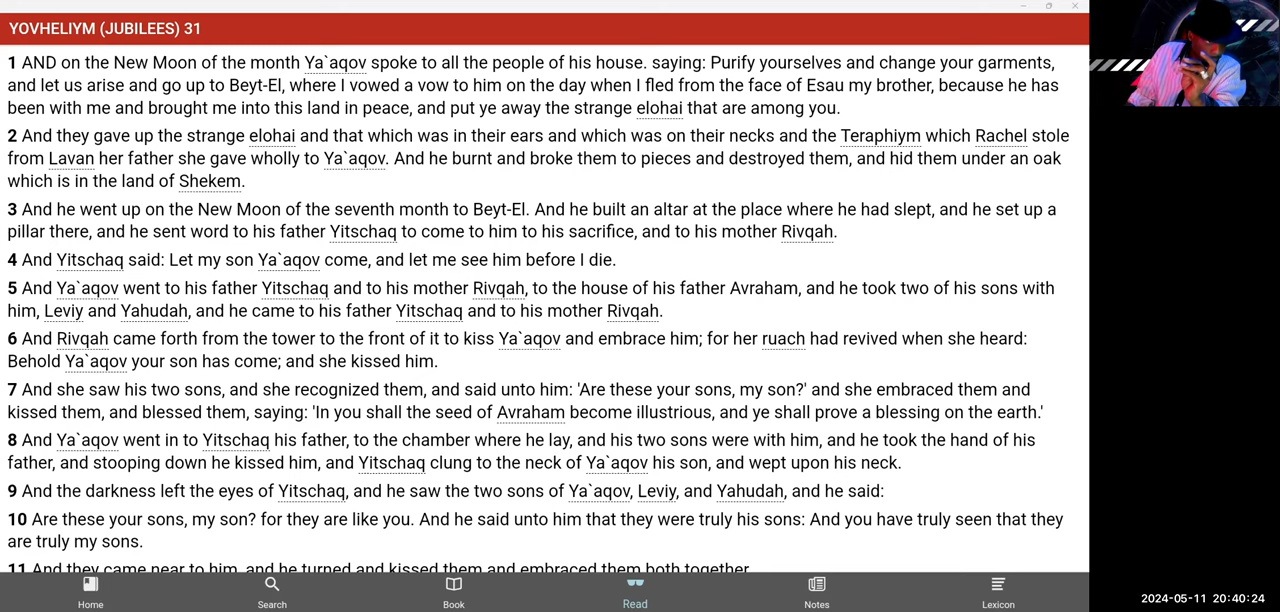 YOVHELIYM (JUBILEES) 31
1 AND on the New Moon of the month Ya`aqov spoke to all the people of his house. saying: Purify yourselves and change your garments,
and let us arise and go up to Beyt-El, where I vowed a vow to him on the day when I fled from the face of Esau my brother, because he has
been with me and brought me into this land in peace, and put ye away the strange elohai that are among you.
2 And they gave up the strange elohai and that which was in their ears and which was on their necks and the Teraphiym which Rachel stole
from Lavan her father she gave wholly to Ya`aqov. And he burnt and broke them to pieces and destroyed them, and hid them under an oak
which is in the land of Shekem.
3 And he went up on the New Moon of the seventh month to Beyt-El. And he built an altar at the place where he had slept, and he set up a
pillar there, and he sent word to his father Yitschaq to come to him to his sacrifice, and to his mother Rivqah.
4 And Yitschaq said: Let my son Ya`aqov come, and let me see him before I die.
5 And Ya`aqov went to his father Yitschaq and to his mother Rivqah, to the house of his father Avraham, and he took two of his sons with
him, Leviy and Yahudah, and he came to his father Yitschaq and to his mother Rivqah.
6 And Rivqah came forth from the tower to the front of it to kiss Ya`aqov and embrace him; for her ruach had revived when she heard:
Behold Ya`aqov your son has come; and she kissed him.
7 And she saw his two sons, and she recognized them, and said unto him: 'Are these your sons, my son?' and she embraced them and
kissed them, and blessed them, saying: 'In you shall the seed of Avraham become illustrious, and ye shall prove a blessing on the earth.'
8 And Ya`aqov went in to Yitschaq his father, to the chamber where he lay, and his two sons were with him, and he took the hand of his
father, and stooping down he kissed him, and Yitschaq clung to the neck of Ya`aqov his son, and wept upon his neck.
9 And the darkness left the eyes of Yitschaq, and he saw the two sons of Ya`aqov, Leviy, and Yahudah, and he said:
10 Are these your sons, my son? for they are like you. And he said unto him that they were truly his sons: And you have truly seen that they
are truly my sons.
11 And they came near to him, and he turned and kissed them and embraced them both together.
Home
Search
Book
Read
Notes
Lexicon
2024-05-11 20:40:24